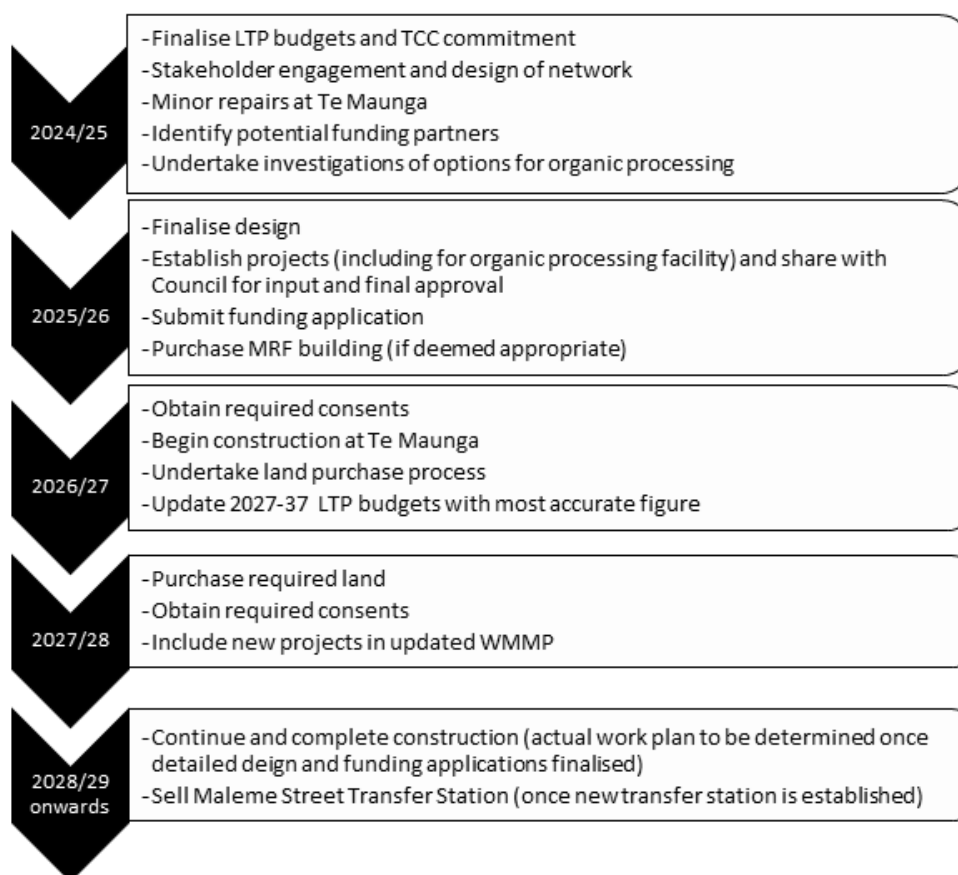 2024/25
-Finalise LTP budgets and TCC commitment
-Stakeholder engagement and design of network
-Minor repairs at Te Maunga
-Identify potential funding partners
-Undertake investigations of options for organic processing
2025/26
-Finalise design
-Establish projects (including for organic processing facility) and share with
Council for input and final approval
-Submit funding application
-Purchase MRF building (if deemed appropriate)
2026/27
-Obtain required consents
-Begin construction at Te Maunga
-Undertake land purchase process
-Update 2027-37 LTP budgets with most accurate figure
2027/28
-Purchase required land
-Obtain required consents
-Include new projects in updated WMMP
2028/29
onwards
-Continue and complete construction (actual work plan to be determined once
detailed deign and funding applications finalised)
-Sell Maleme Street Transfer Station (once new transfer station is established)